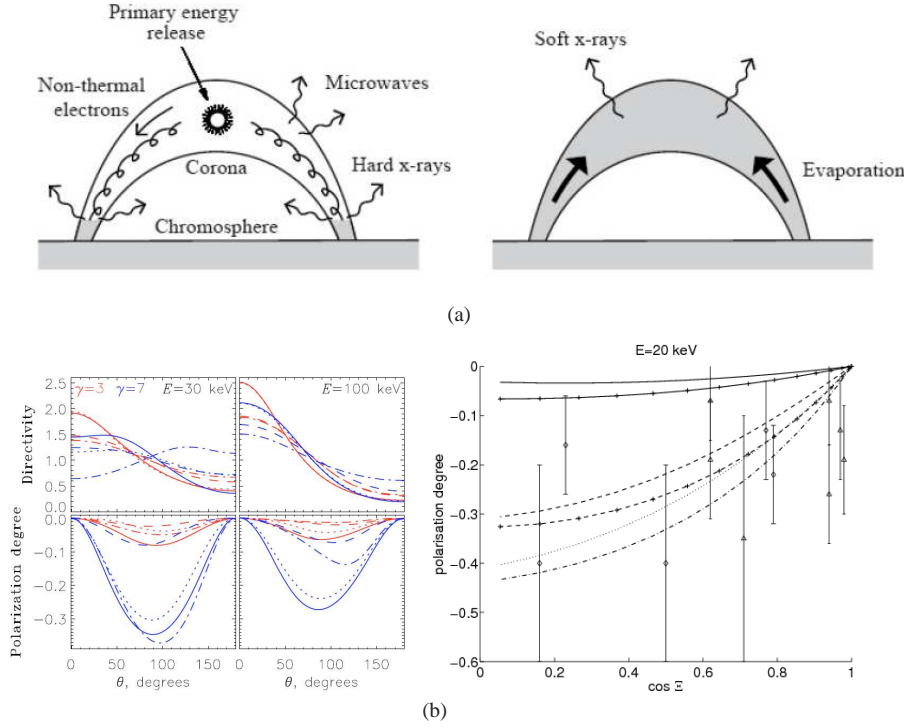 Primary energy
release
Non-thermal
electrons
Microwaves
Corona
Hard x-rays
Chromosphere
Soft x-rays
Evaporation
(a)
γ=3 γ=7 E=30 keV
E=100 keV
Directivity
2.5
2.0
1.5
1.0
0.5
0.0
Polarization degree
0.0
−0.1
−0.2
−0.3
0 50 100 150
0 50 100 150
θ, degrees
θ, degrees
E=20 keV
polarisation degree
0
−0.1
−0.2
−0.3
−0.4
−0.5
−0.6
0 0.2 0.4 0.6 0.8 1
cos Ξ
(b)